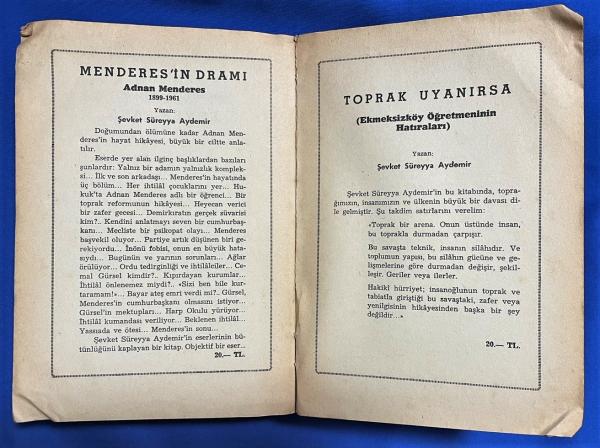 MENDERES'İN DRAMI
Adnan Menderes
1899-1961
Yazan:
Şevket Süreyya Aydemir
Doğumundan ölümüne kadar Adnan Men-
deres'in hayat hikâyesi, büyük bir ciltte anla-
tılır.
Eserde yer alan ilginç başlıklardan bazıları
şunlardır: Yalnız bir adamın yalnızlık komplek-
si... İlk ve son arkadaşı... Menderes'in hayatında
üç bölüm... Her ihtilâl çocuklarını yer... Hu-
kuk'ta Adnan Menderes adlı bir öğrenci... Bir
toprak reformunun hikâyesi... Heyecan verici
bir zafer gecesi... Demirkıratın gerçek süvarisi
kim?.. Kendini anlatmayı seven bir cumhurbaş-
kanı... Mecliste bir psikopat olayı... Menderes
başvekil oluyor... Partiye artık düşünen biri ge-
rekiyordu... İnönü fobisi, onun en büyük hata-
sıydı... Bugünün ve yarının sorunları... Ağlar
örülüyor... Ordu tedirginliği ve ihtilâlciler... Ce-
mal Gürsel kimdir?.. Kıpırdayan kurumlar...
İhtilâl önlenemez miydi?.. «Sizi ben bile kur-
taramam!»... Bayar ateş emri verdi mi?.. Gürsel,
Menderes'in cumhurbaşkanı olmasını istiyor...
Gürsel'in mektupları... Harp Okulu yürüyor...
İhtilâl kumandası veriliyor... Beklenen ihtilâl...
Yassıada ve ötesi... Menderes'in sonu...
Şevket Süreyya Aydemir'in eserlerinin bü-
tünlüğünü kaplayan bir kitap. Objektif bir eser...
20.— TL.
TOPRAK UYANIRSA
(Ekmeksizköy Öğretmeninin
Hatıraları)
Yazan:
Şevket Süreyya Aydemir
Şevket Süreyya Aydemir'in bu kitabında, topra-
ğımızın, insanımızın ve ülkenin büyük bir davası di-
le gelmiştir. Şu takdim satırlarını verelim:
«Toprak bir arena. Onun üstünde insan,
bu toprakla durmadan çarpışır.
Bu savaşta teknik, insanın silâhıdır. Ve
toplumun yapısı, bu silâhın gücüne ve ge-
lişmelerine göre durmadan değişir, şekil-
leşir. Geriler veya ilerler.
Hakikî hürriyet; insanoğlunun toprak ve
tabiatla giriştiği bu savaştaki, zafer veya
yenilgisinin hikâyesinden başka bir şey
değildir...»
20.— TL.